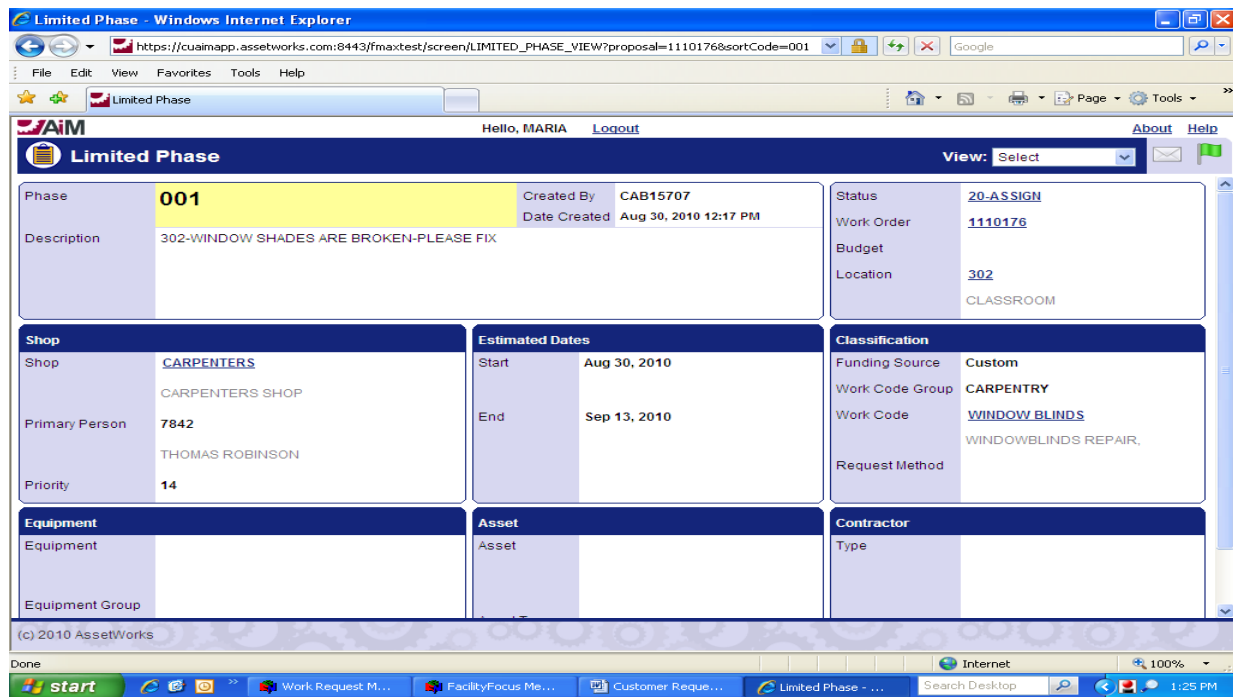 Limited Phase - Windows Internet Explorer
https://cuaimapp.assetworks.com:8443/fmaxtest/screen/LIMITED_PHASE_VIEW?proposal=1110176&sortCode=001
Google
File Edit View Favorites Tools Help
Limited Phase
Page Tools
AiM
Hello, MARIA Logout
About Help
Limited Phase
View: Select
Phase 001
Created By CAB15707
Date Created Aug 30, 2010 12:17 PM
Description 302-WINDOW SHADES ARE BROKEN-PLEASE FIX
Status 20-ASSIGN
Work Order 1110176
Budget
Location 302
CLASSROOM
Shop
Shop CARPENTERS
CARPENTERS SHOP
Primary Person 7842
THOMAS ROBINSON
Priority 14
Estimated Dates
Start Aug 30, 2010
End Sep 13, 2010
Classification
Funding Source Custom
Work Code Group CARPENTRY
Work Code WINDOW BLINDS
WINDOWBLINDS REPAIR,
Request Method
Equipment
Equipment
Equipment Group
Asset
Asset
Contractor
Type
(c) 2010 AssetWorks
Done
Internet
100%
start
Work Request M...
FacilityFocus Me...
Customer Reque...
Limited Phase - ...
Search Desktop
1:25 PM